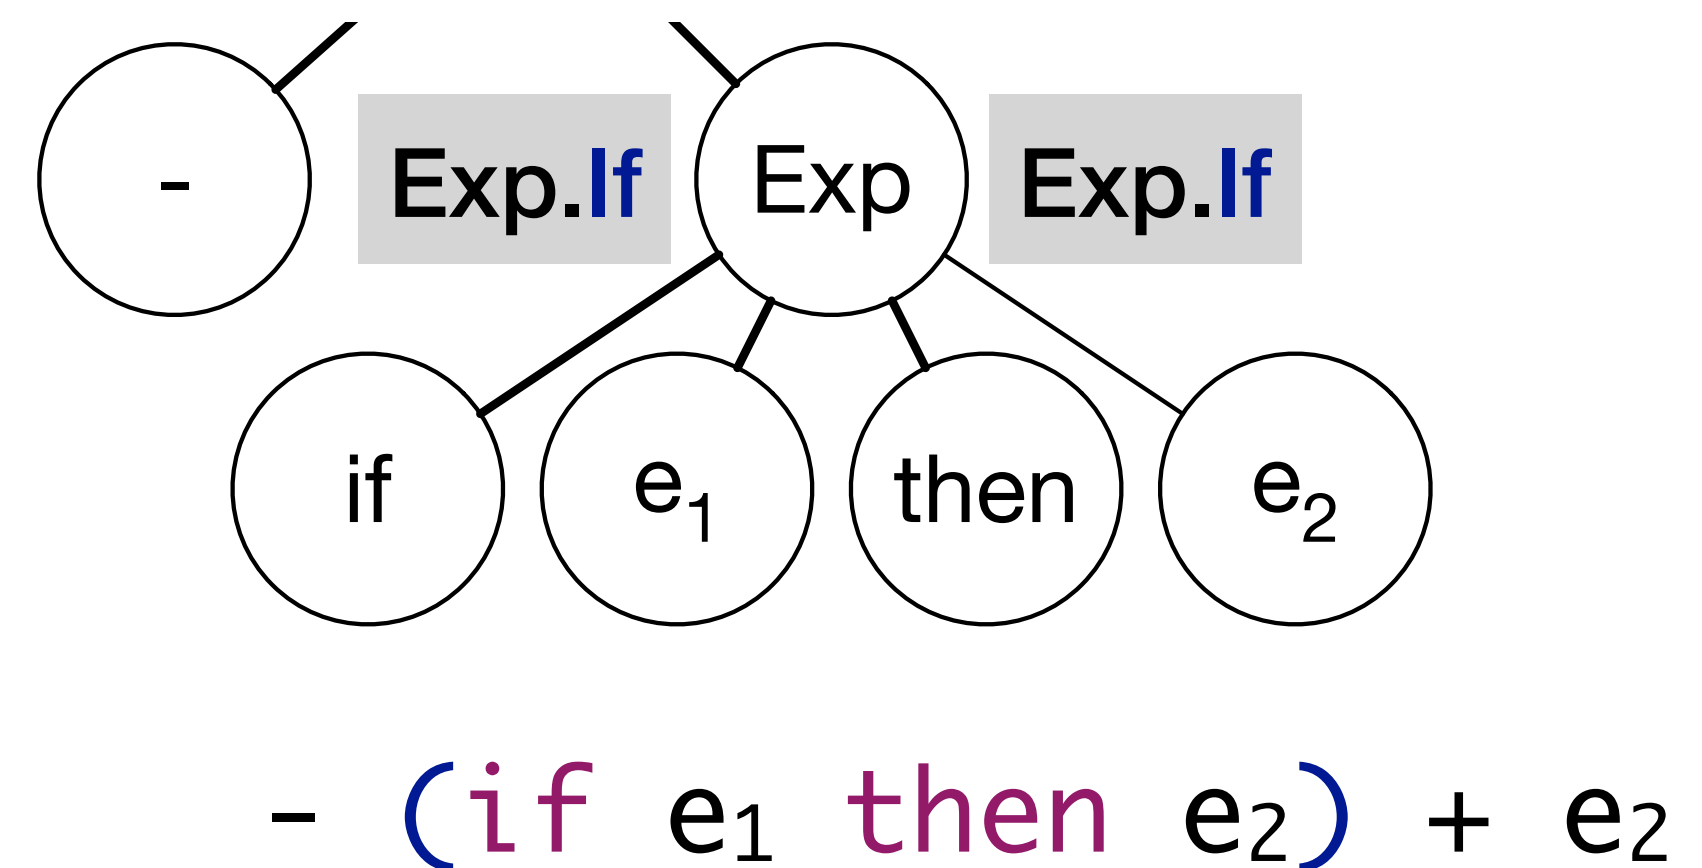 - Exp.If Exp Exp.If
if e₁ then e₂
- (if e₁ then e₂) + e₂